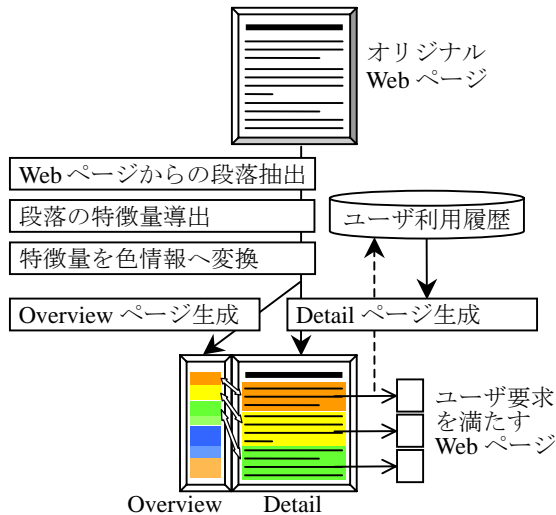 オリジナル
Web ページ
Web ページからの段落抽出
段落の特徴量導出
ユーザ利用履歴
特徴量を色情報へ変換
Overview ページ生成
Detail ページ生成
ユーザ要求
を満たす
Web ページ
Overview
Detail